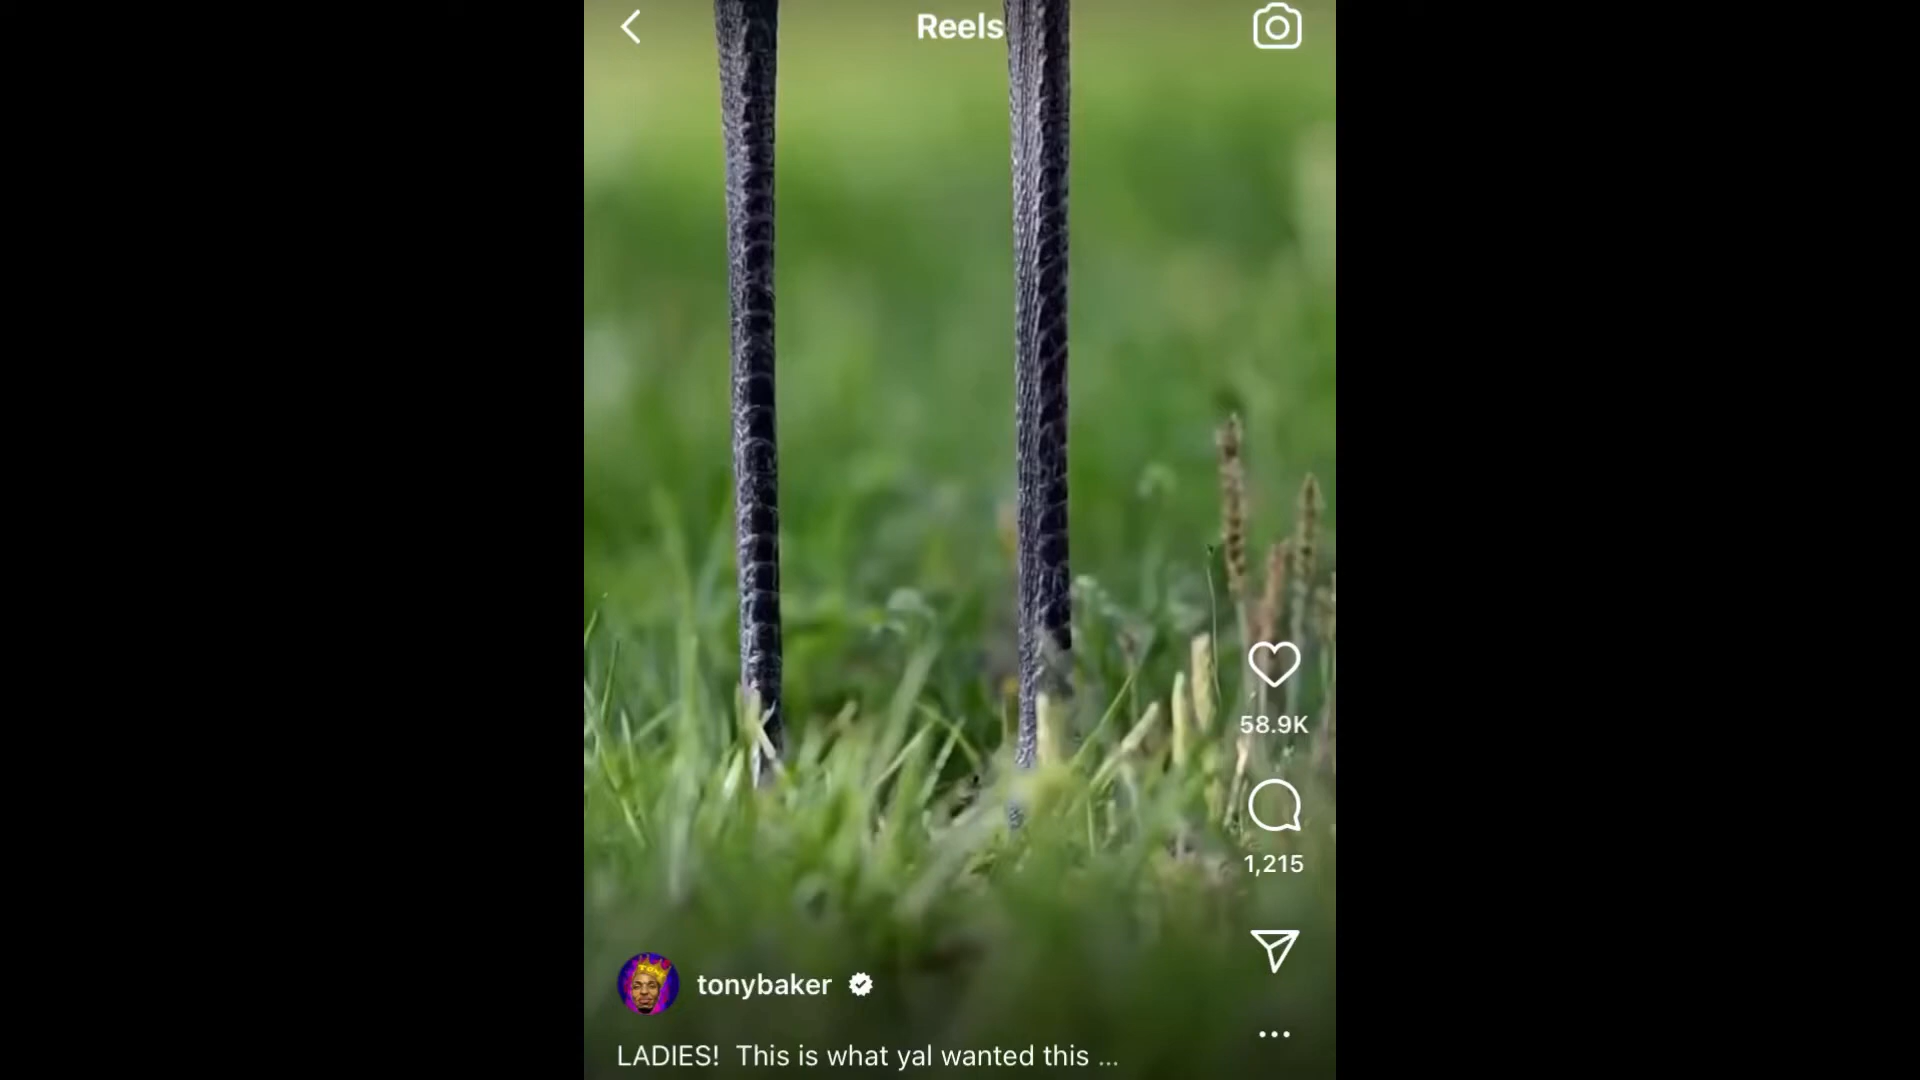 Reels
58.9K
1,215
tonybaker
LADIES! This is what yal wanted this ...